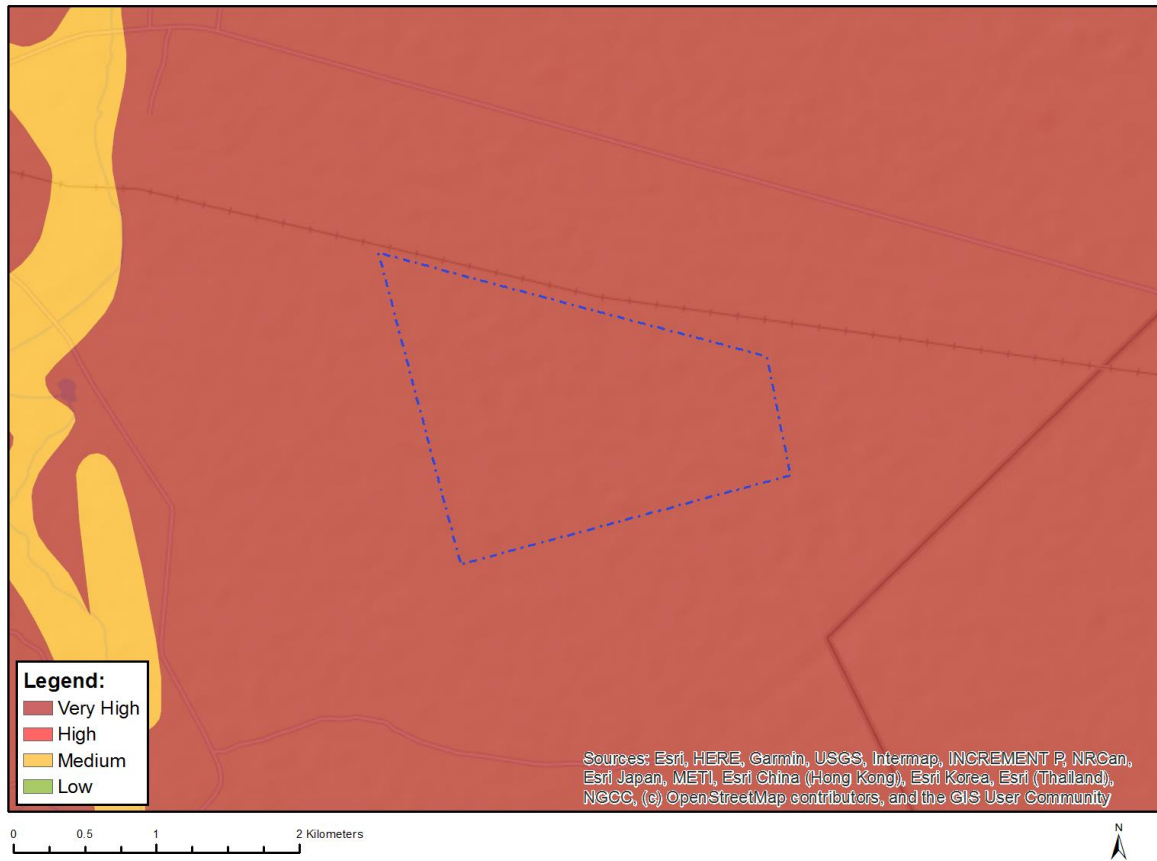 Legend:
Very High
High
Medium
Low
Sources: Esri, HERE, Garmin, USGS, Intermap, INCREMENT P, NRCan,
Esri Japan, METI, Esri China (Hong Kong), Esri Korea, Esri (Thailand),
NGCC, (c) OpenStreetMap contributors, and the GIS User Community
0 0.5 1 2 Kilometers
N